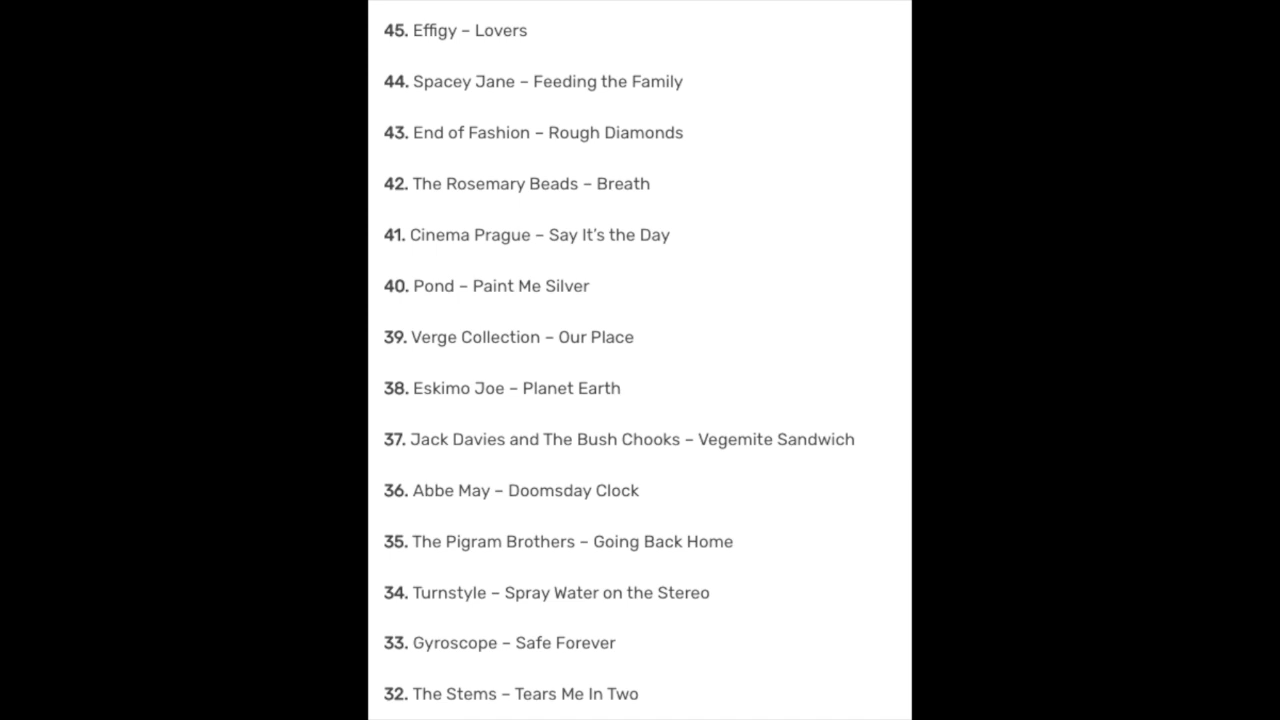 45. Effigy – Lovers
44. Spacey Jane – Feeding the Family
43. End of Fashion – Rough Diamonds
42. The Rosemary Beads – Breath
41. Cinema Prague – Say It's the Day
40. Pond – Paint Me Silver
39. Verge Collection – Our Place
38. Eskimo Joe – Planet Earth
37. Jack Davies and The Bush Chooks – Vegemite Sandwich
36. Abbe May – Doomsday Clock
35. The Pigram Brothers – Going Back Home
34. Turnstyle – Spray Water on the Stereo
33. Gyroscope – Safe Forever
32. The Stems – Tears Me In Two